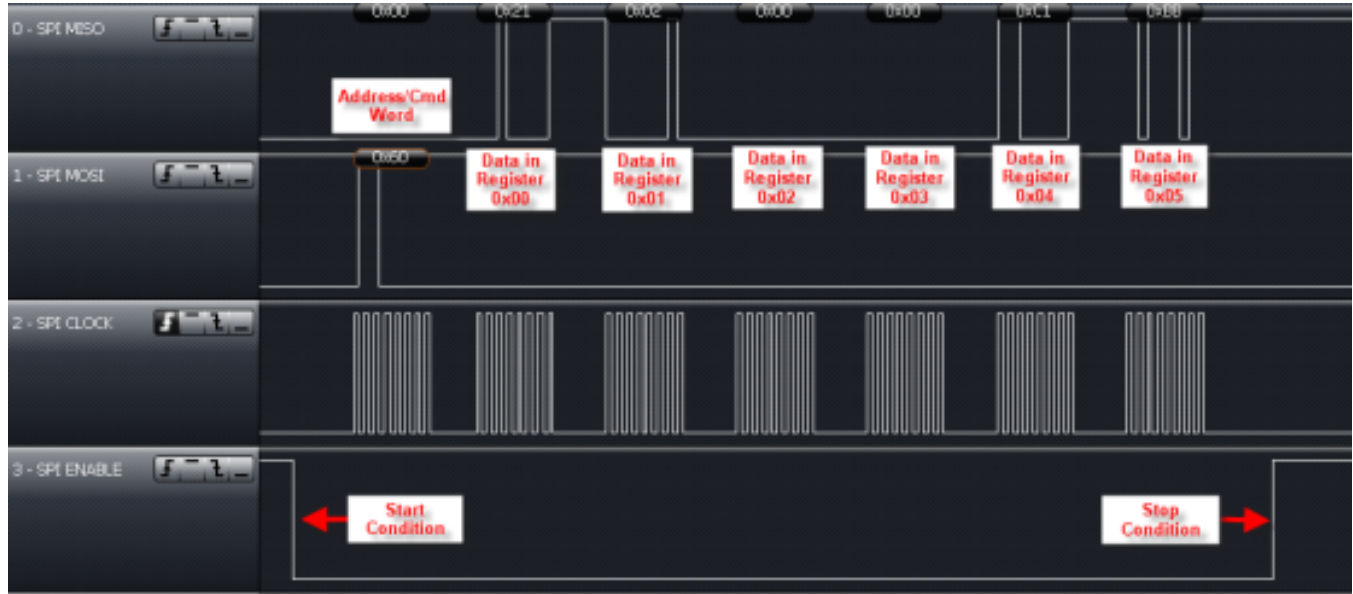 0 - SPI MISO
0x00
0x21
0x02
0x00
0x00
0xC1
0xBB
Address/Cmd
Word
1 - SPI MOSI
0x60
Data in
Register
0x00
Data in
Register
0x01
Data in
Register
0x02
Data in
Register
0x03
Data in
Register
0x04
Data in
Register
0x05
2 - SPI CLOCK
3 - SPI ENABLE
Start
Condition
Stop
Condition